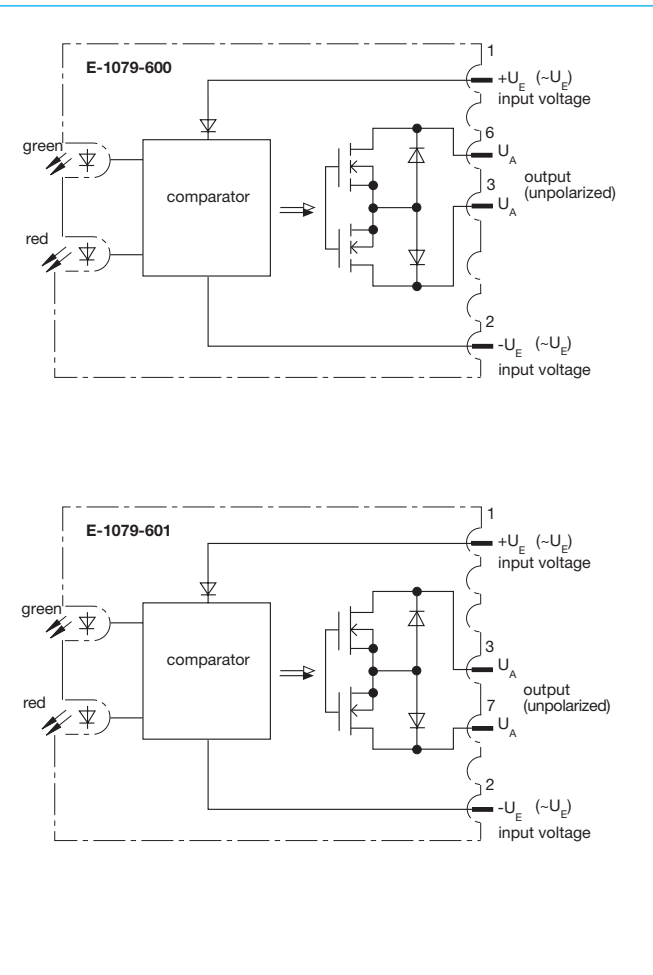 E-1079-600
1
+U_E (~U_E)
input voltage
green
6
U_A
comparator
output
(unpolarized)
3
U_A
red
2
-U_E (~U_E)
input voltage
E-1079-601
1
+U_E (~U_E)
input voltage
green
3
U_A
comparator
output
(unpolarized)
red
7
U_A
2
-U_E (~U_E)
input voltage